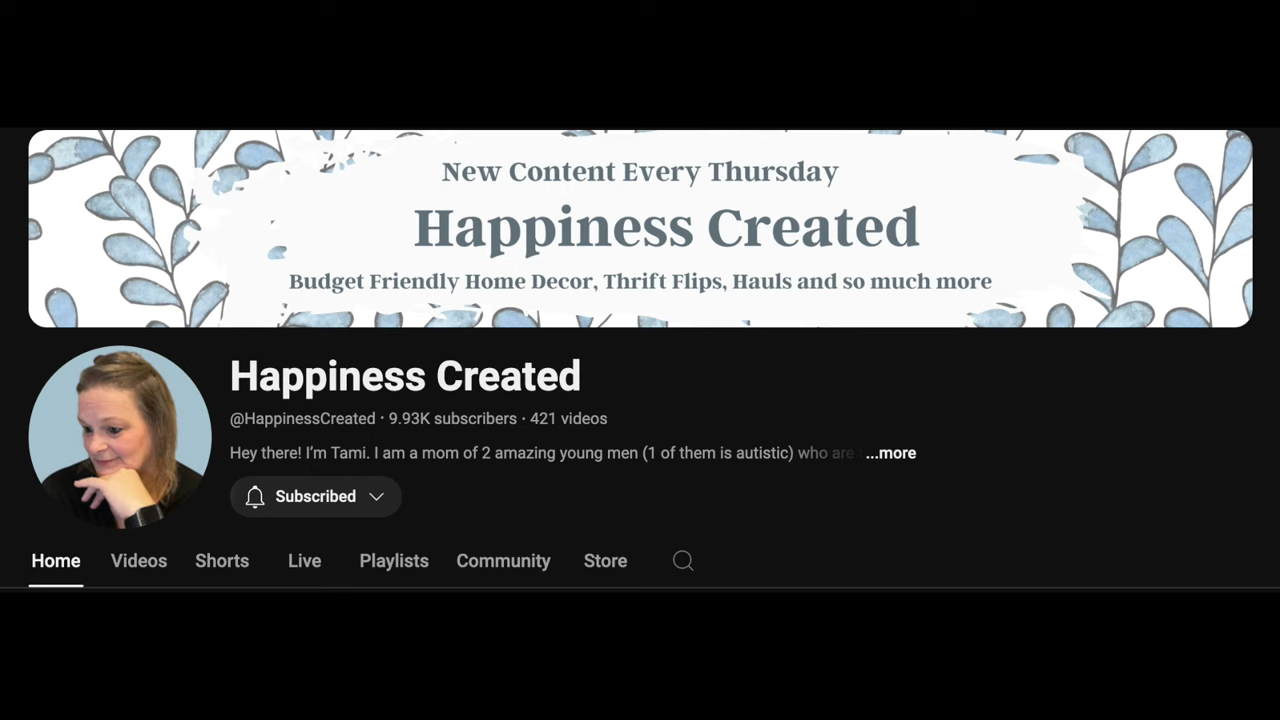 New Content Every Thursday
Happiness Created
Budget Friendly Home Decor, Thrift Flips, Hauls and so much more
Happiness Created
@HappinessCreated · 9.93K subscribers · 421 videos
Hey there! I’m Tami. I am a mom of 2 amazing young men (1 of them is autistic) who are ...more
Subscribed
Home Videos Shorts Live Playlists Community Store